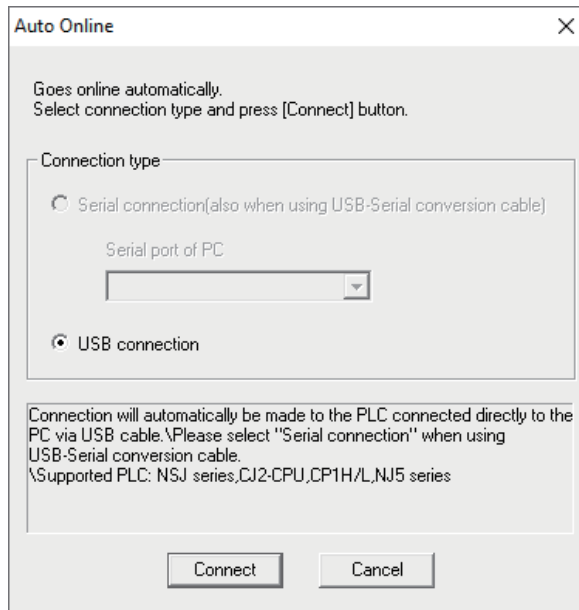 Auto Online
Goes online automatically.
Select connection type and press [Connect] button.
Connection type
Serial connection(also when using USB-Serial conversion cable)
Serial port of PC
USB connection
Connection will automatically be made to the PLC connected directly to the
PC via USB cable.\Please select "Serial connection" when using
USB-Serial conversion cable.
\Supported PLC: NSJ series,CJ2-CPU,CP1H/L,NJ5 series
Connect
Cancel